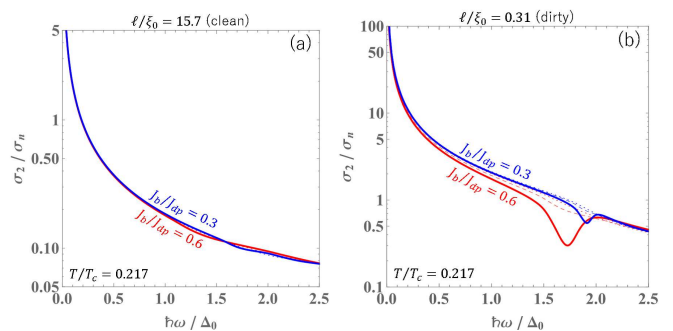 ℓ/ξ₀ = 15.7 (clean)
(a)
1
0.50
0.10
0.05
σ₂ / σₙ
J_b/J_dp = 0.3
J_b/J_dp = 0.6
T/T_c = 0.217
0.0 0.5 1.0 1.5 2.0 2.5
ħω / Δ₀
ℓ/ξ₀ = 0.31 (dirty)
(b)
100
50
10
5
1
0.5
0.1
σ₂ / σₙ
J_b/J_dp = 0.3
J_b/J_dp = 0.6
T/T_c = 0.217
0.0 0.5 1.0 1.5 2.0 2.5
ħω / Δ₀